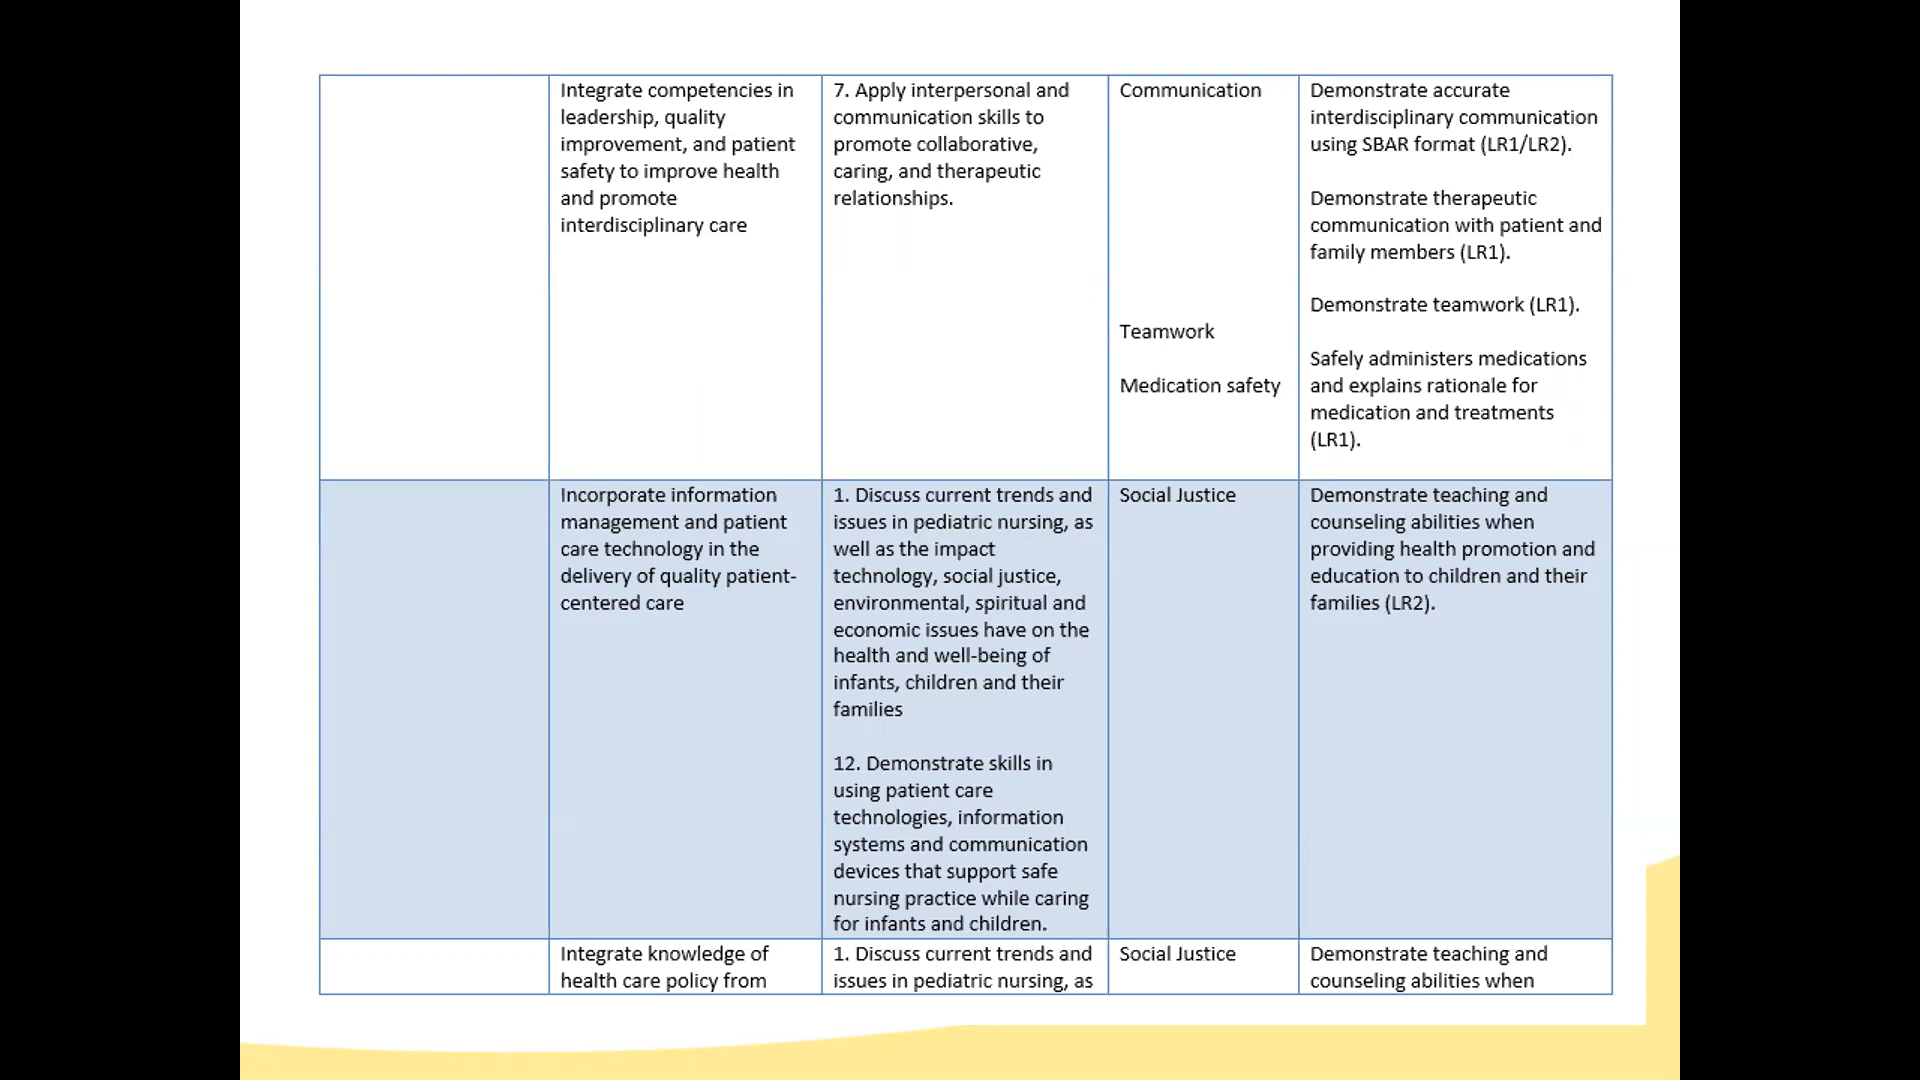 Integrate competencies in
leadership, quality
improvement, and patient
safety to improve health
and promote
interdisciplinary care
7. Apply interpersonal and
communication skills to
promote collaborative,
caring, and therapeutic
relationships.
Communication
Teamwork
Medication safety
Demonstrate accurate
interdisciplinary communication
using SBAR format (LR1/LR2).
Demonstrate therapeutic
communication with patient and
family members (LR1).
Demonstrate teamwork (LR1).
Safely administers medications
and explains rationale for
medication and treatments
(LR1).
Incorporate information
management and patient
care technology in the
delivery of quality patient-
centered care
1. Discuss current trends and
issues in pediatric nursing, as
well as the impact
technology, social justice,
environmental, spiritual and
economic issues have on the
health and well-being of
infants, children and their
families
12. Demonstrate skills in
using patient care
technologies, information
systems and communication
devices that support safe
nursing practice while caring
for infants and children.
Social Justice
Demonstrate teaching and
counseling abilities when
providing health promotion and
education to children and their
families (LR2).
Integrate knowledge of
health care policy from
1. Discuss current trends and
issues in pediatric nursing, as
Social Justice
Demonstrate teaching and
counseling abilities when